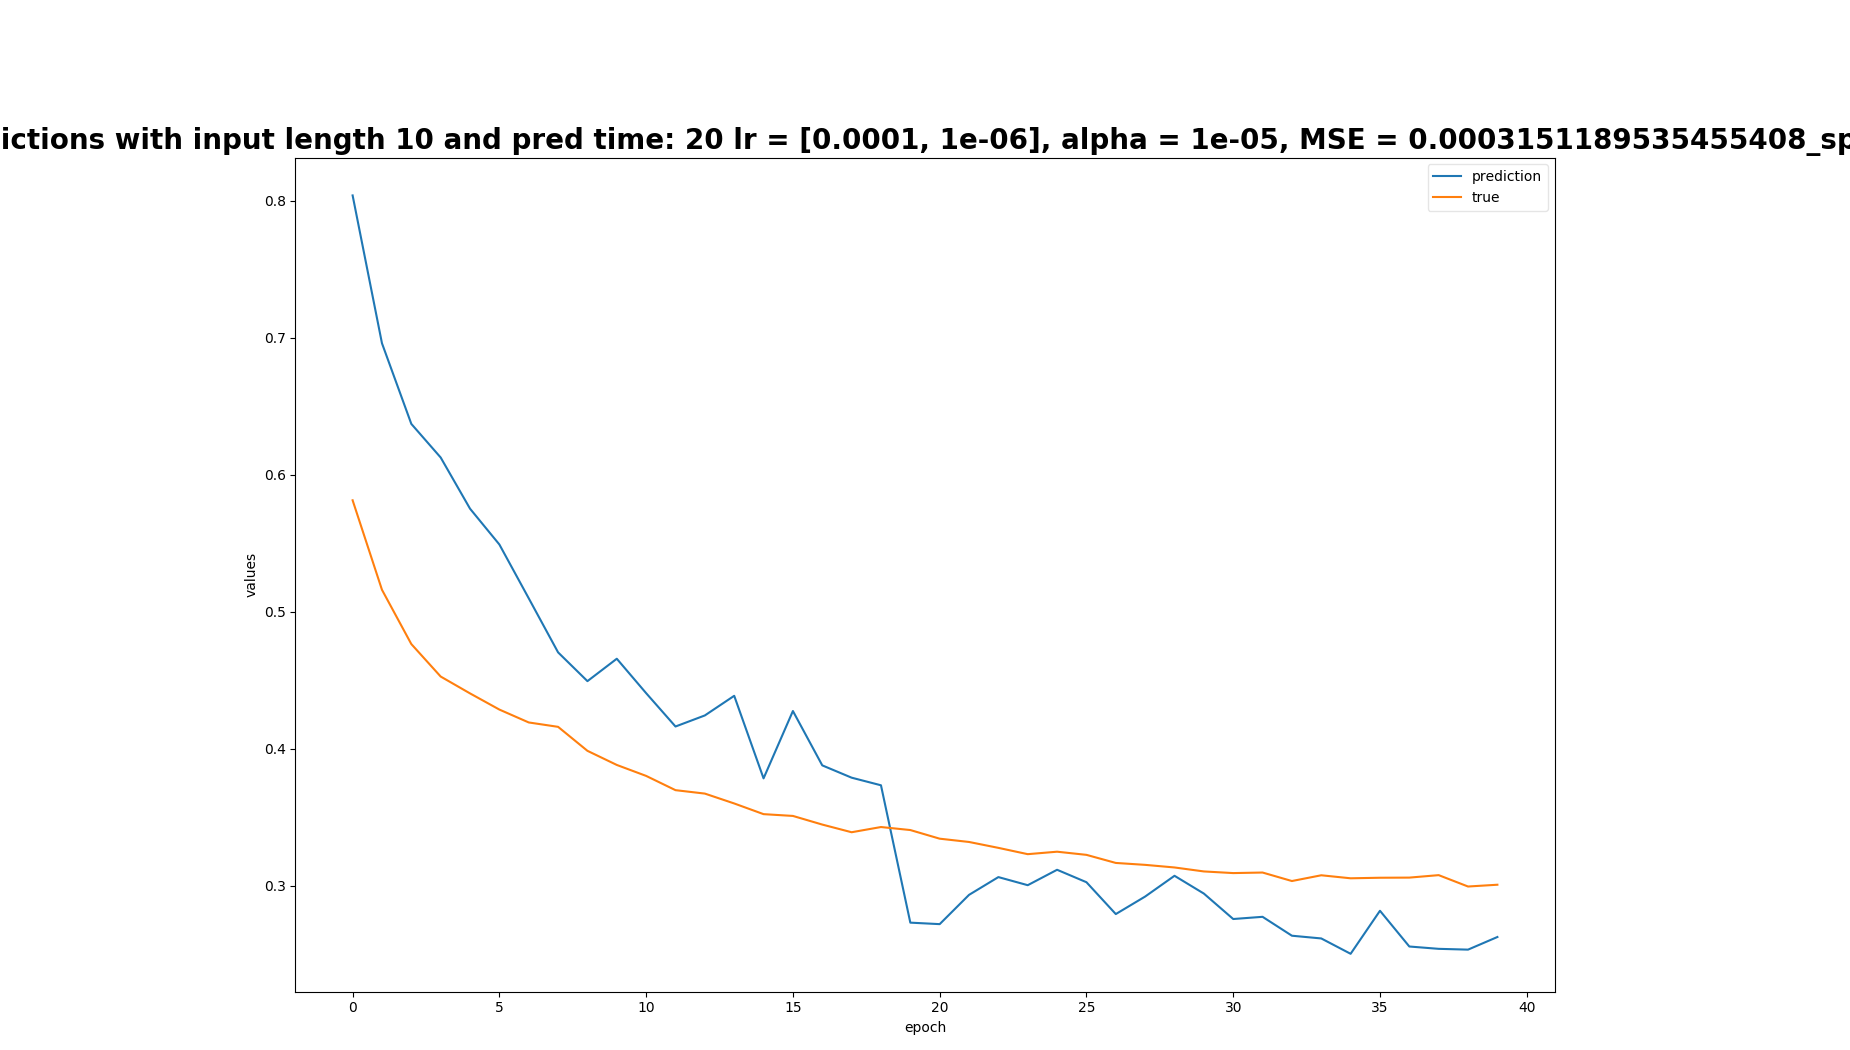 ictions with input length 10 and pred time: 20 lr = [0.0001, 1e-06], alpha = 1e-05, MSE = 0.0003151189535455408_sp
prediction
true
0.8
0.7
0.6
0.5
0.4
0.3
values
0 5 10 15 20 25 30 35 40
epoch